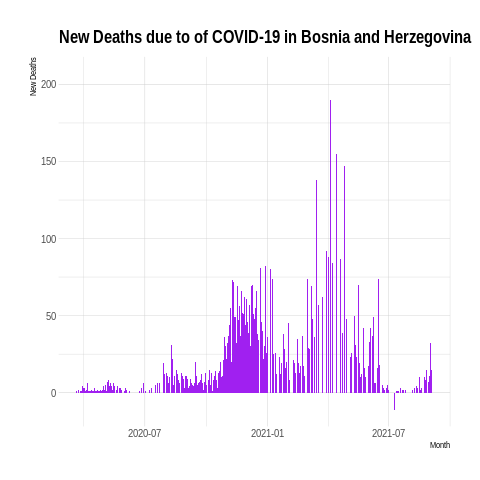 New Deaths due to of COVID-19 in Bosnia and Herzegovina
New Deaths
200
150
100
50
0
2020-07
2021-01
2021-07
Month